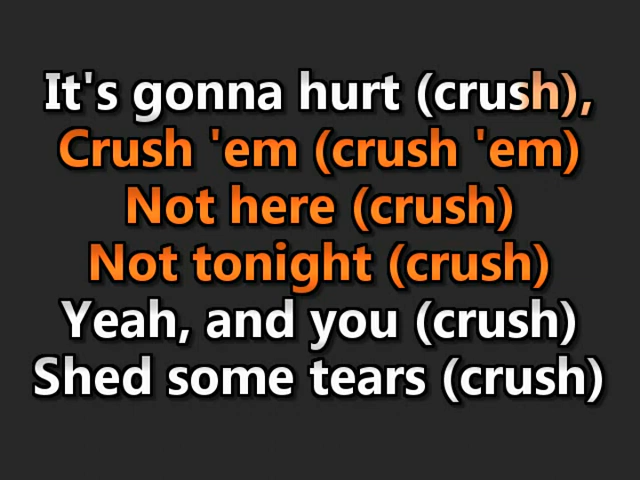 It's gonna hurt (crush),
Crush 'em (crush 'em)
Not here (crush)
Not tonight (crush)
Yeah, and you (crush)
Shed some tears (crush)